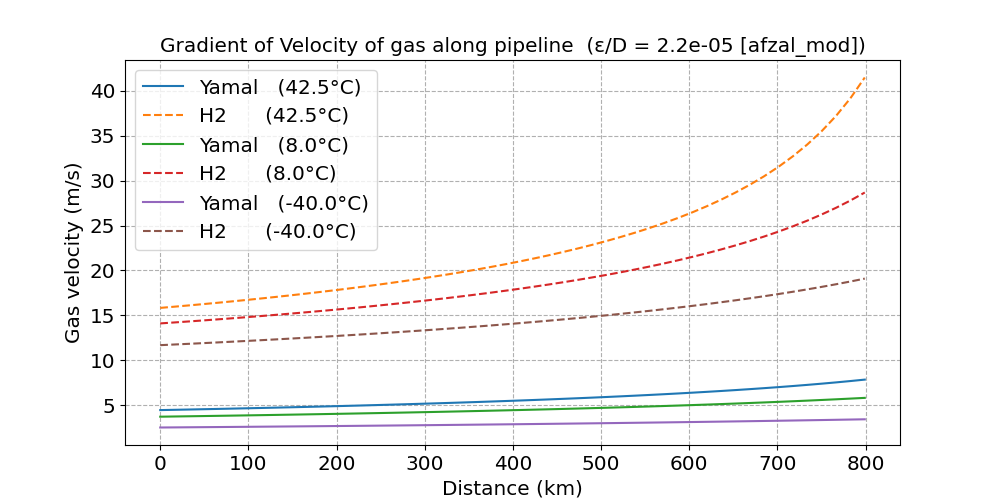 Gradient of Velocity of gas along pipeline (ε/D = 2.2e-05 [afzal_mod])
Yamal (42.5°C)
H2 (42.5°C)
Yamal (8.0°C)
H2 (8.0°C)
Yamal (-40.0°C)
H2 (-40.0°C)
Gas velocity (m/s)
40
35
30
25
20
15
10
5
0 100 200 300 400 500 600 700 800
Distance (km)